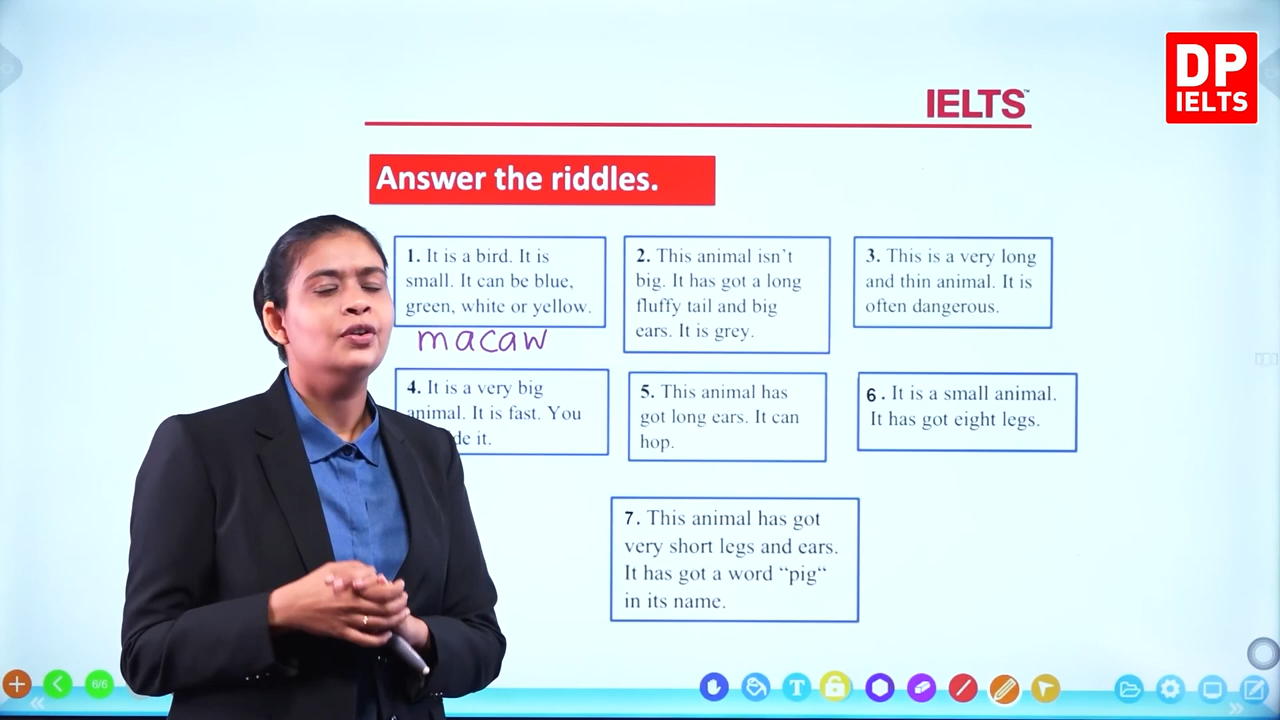 DP
IELTS
IELTS™
Answer the riddles.
1. It is a bird. It is
small. It can be blue,
green, white or yellow.
macaw
2. This animal isn't
big. It has got a long
fluffy tail and big
ears. It is grey.
3. This is a very long
and thin animal. It is
often dangerous.
4. It is a very big
animal. It is fast. You
de it.
5. This animal has
got long ears. It can
hop.
6. It is a small animal.
It has got eight legs.
7. This animal has got
very short legs and ears.
It has got a word “pig“
in its name.
6/6
T